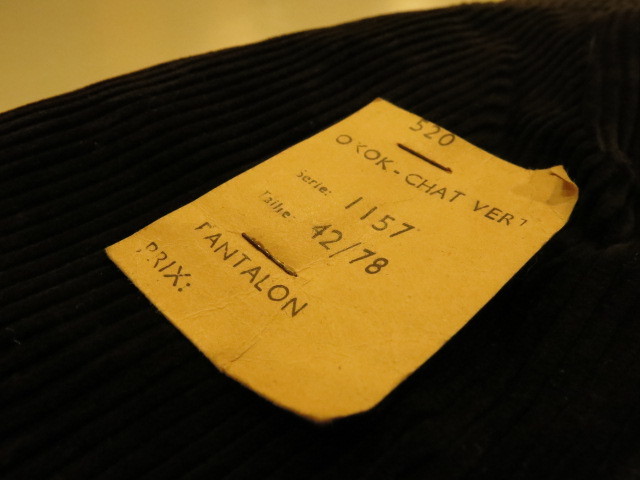 520
OKOK-CHAT VERT
Serie: 1157
Taille: 42/78
PANTALON
PRIX: